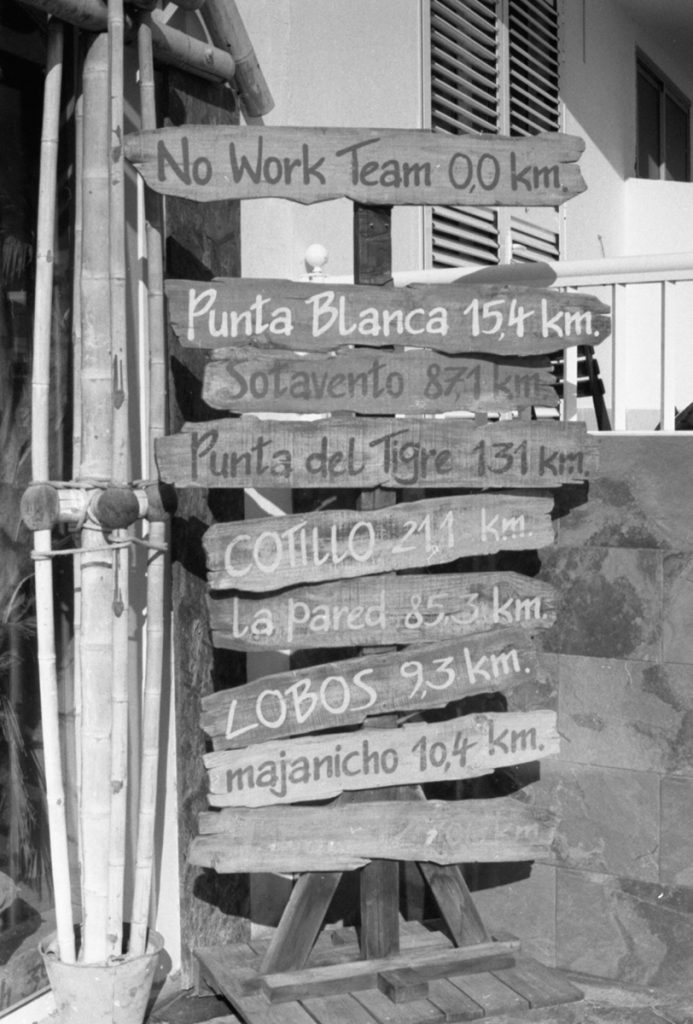 No Work Team 0,0 km.
Punta Blanca 15,4 km.
Sotavento 87,1 km.
Punta del Tigre 131 km.
COTILLO 21,1 km.
la pared 85,3 km.
LOBOS 9,3 km.
majanicho 10,4 km.
km